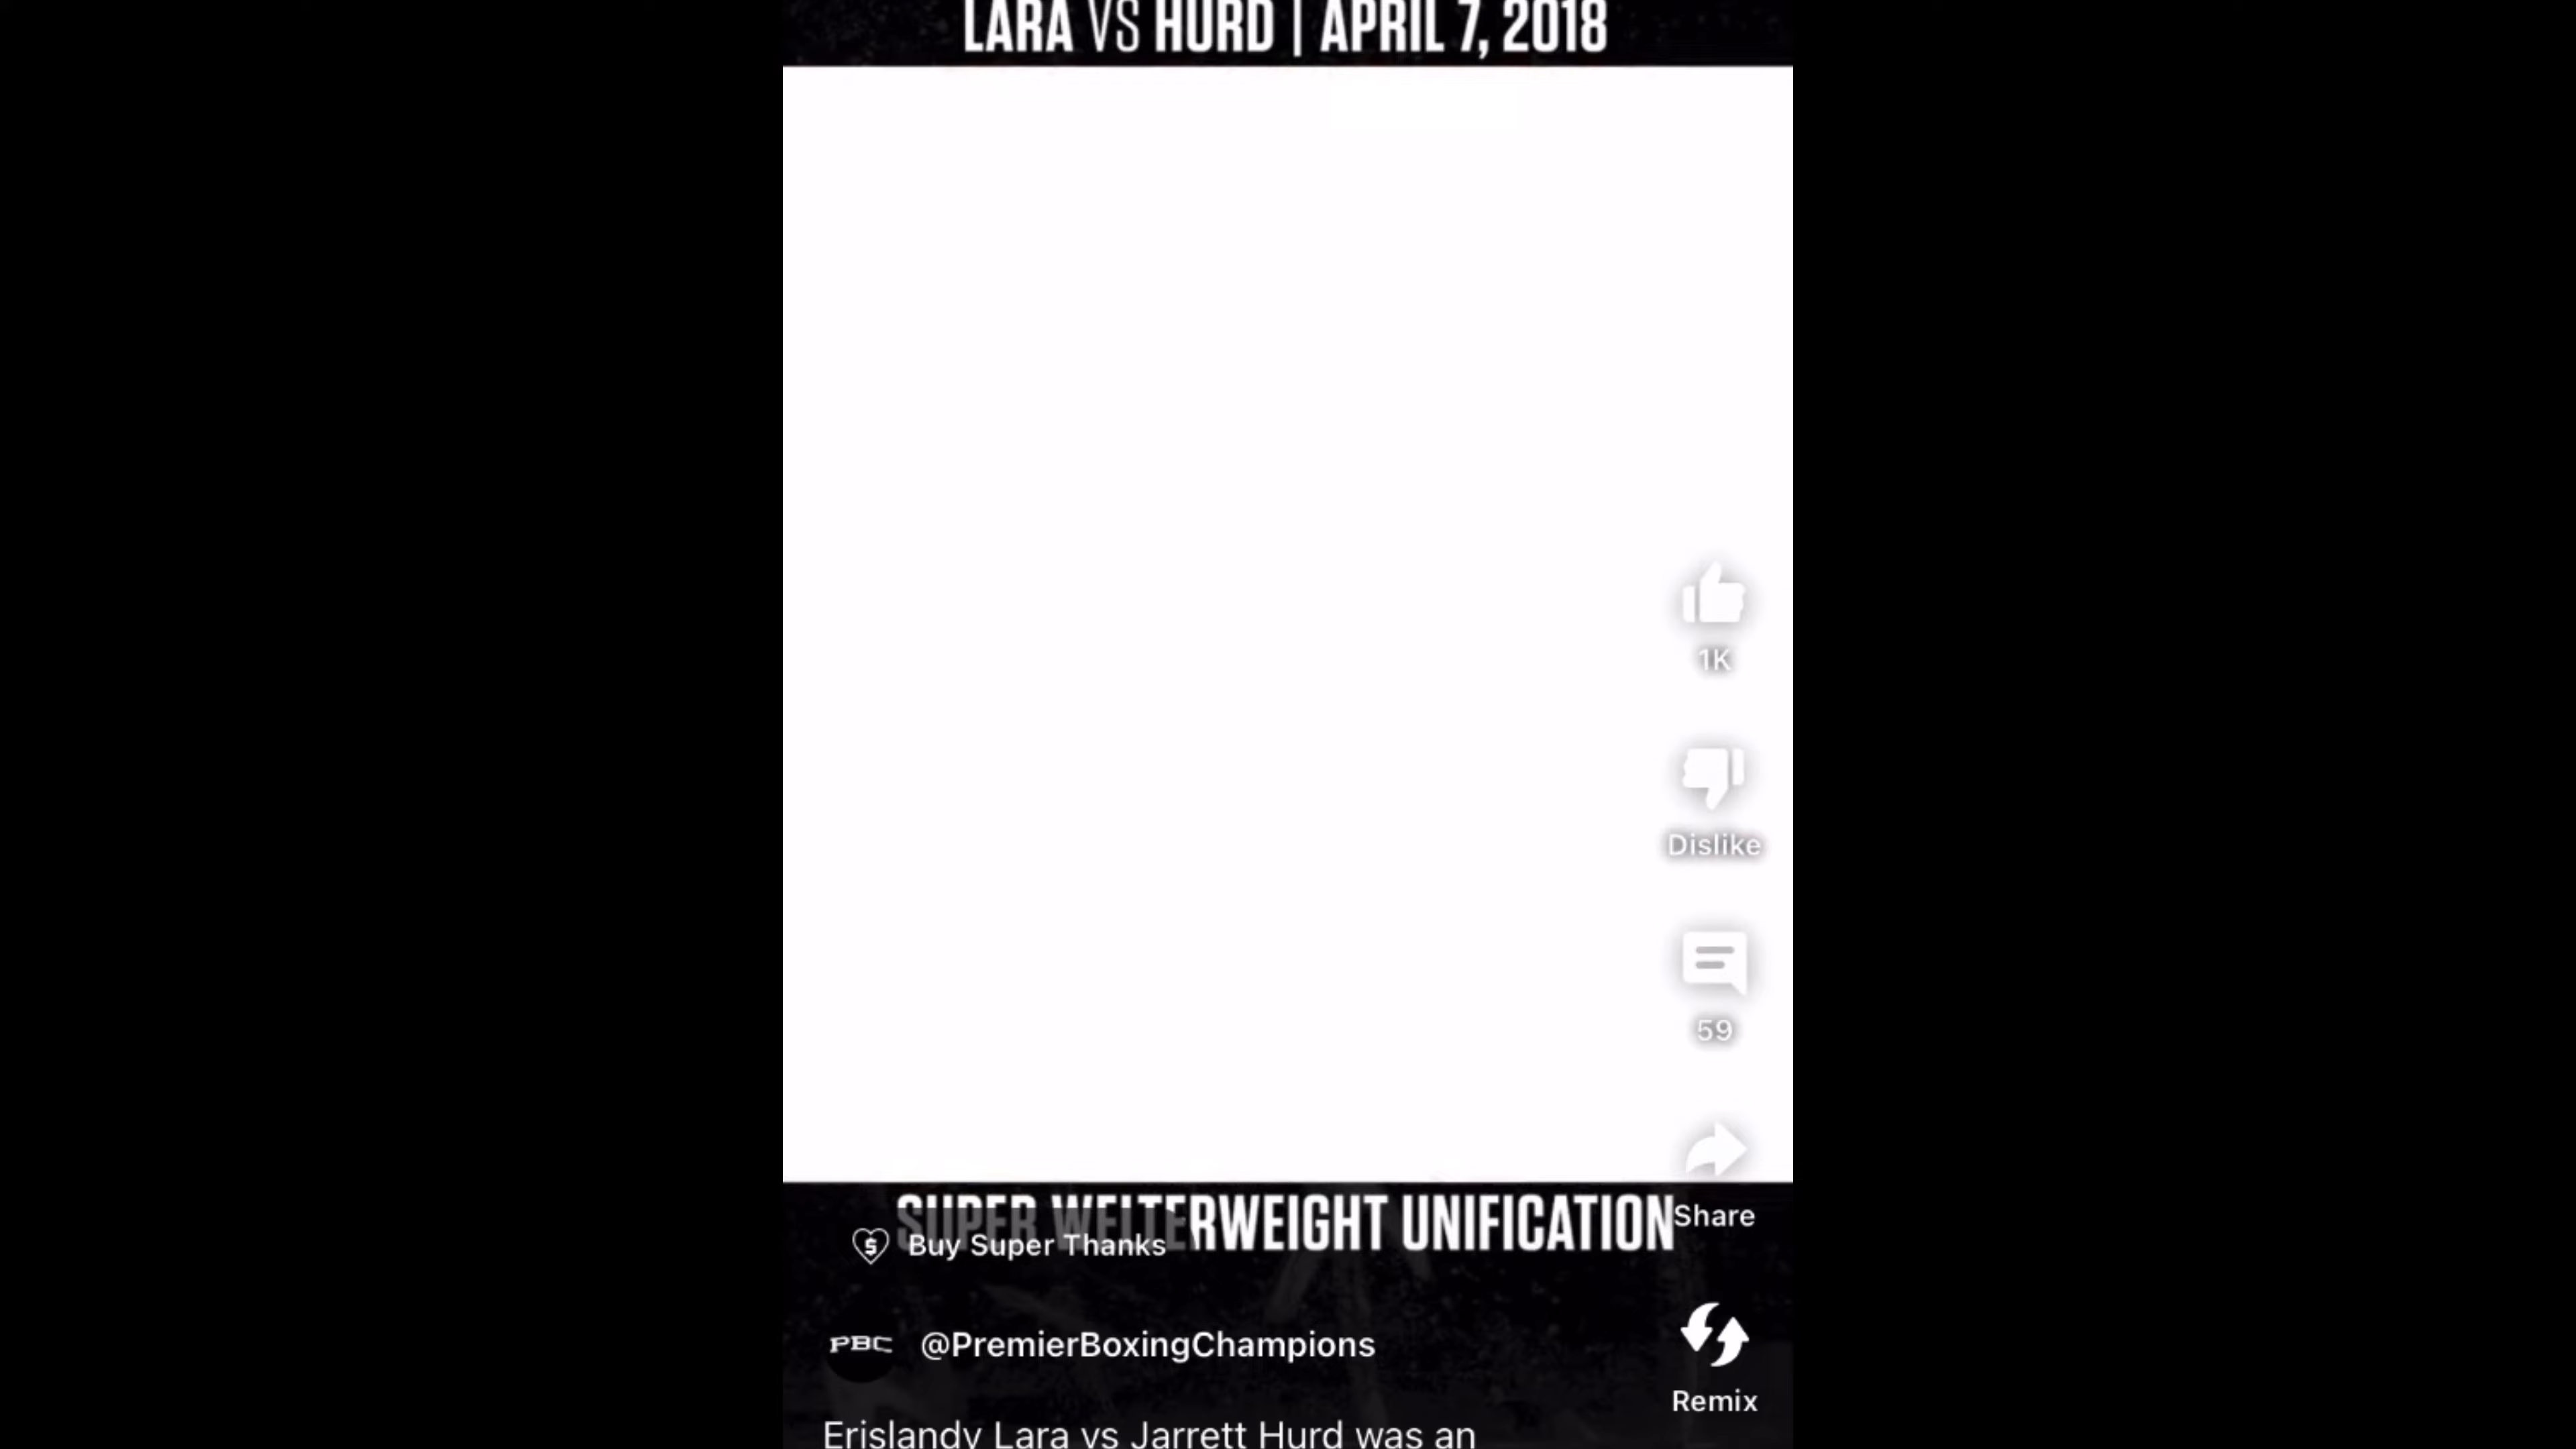 LARA VS HURD | APRIL 7, 2018
1K
Dislike
59
SUPER WELTERWEIGHT UNIFICATION
Share
Buy Super Thanks
PBC @PremierBoxingChampions
Remix
Erislandy Lara vs Jarrett Hurd was an